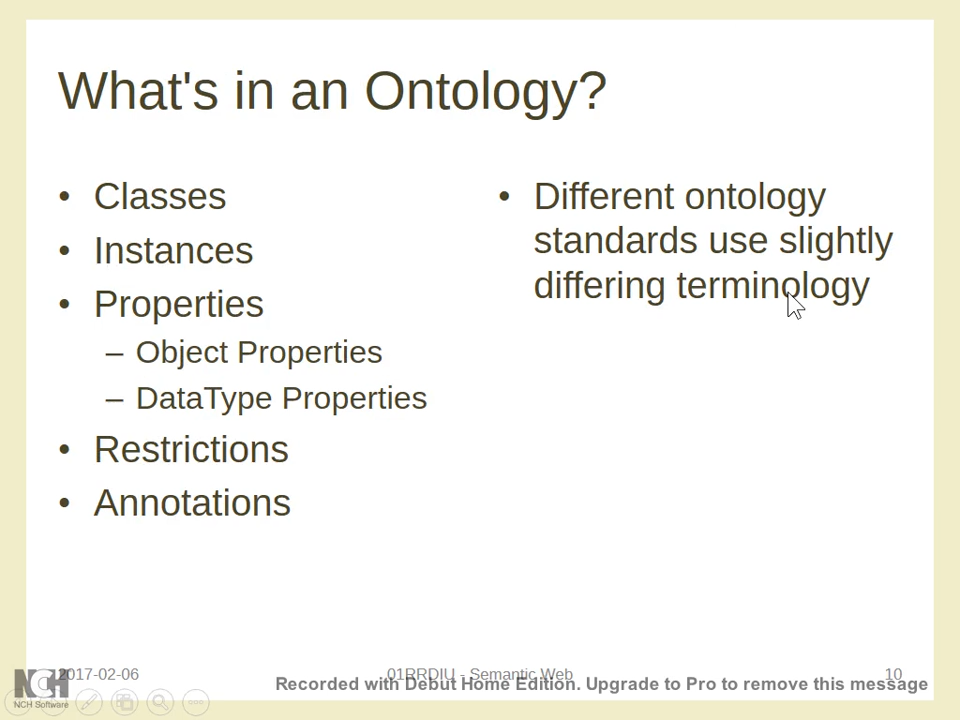 What's in an Ontology?
• Classes
• Instances
• Properties
– Object Properties
– DataType Properties
• Restrictions
• Annotations
• Different ontology
standards use slightly
differing terminology
2017-02-06
01RRDIU - Semantic Web
10
Recorded with Debut Home Edition. Upgrade to Pro to remove this message
NCH
NCH Software